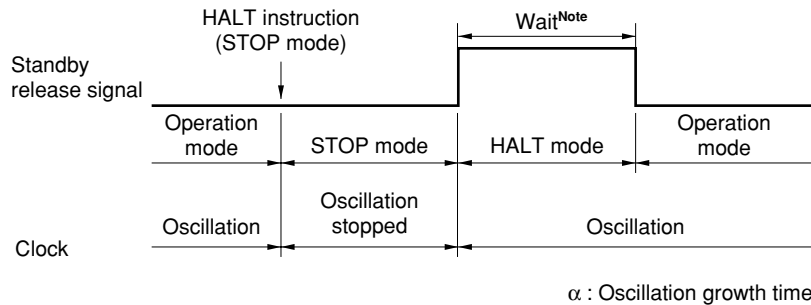 HALT instruction
(STOP mode)
Wait Note
Standby
release signal
Operation
mode
STOP mode
HALT mode
Operation
mode
Oscillation
Oscillation
stopped
Oscillation
Clock
α : Oscillation growth time